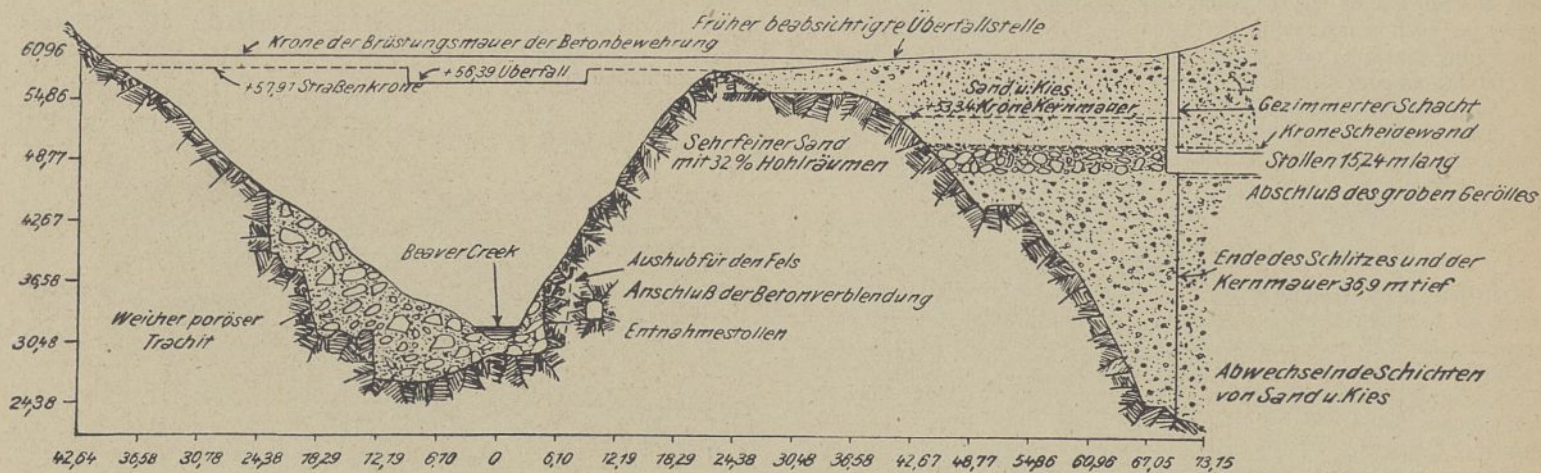 Früher beabsichtigte Überfallstelle
Krone der Brüstungsmauer der Betonbewehrung
+57,91 Straßenkrone
+56,39 Überfall
Sand u. Kies
+53,34 Krone Kernmauer
Gezimmerter Schacht
Krone Scheidewand
Stollen 15,24 m lang
Abschluß des groben Gerölles
Sehr feiner Sand
mit 32% Hohlräumen
Beaver Creek
Aushub für den Fels
Anschluß der Betonverblendung
Entnahmestollen
Weicher poröser
Trachit
Ende des Schlitzes und der
Kernmauer 36,9 m tief
Abwechselnde Schichten
von Sand u. Kies
60,96
54,86
48,77
42,67
36,58
30,48
24,38
42,64 36,58 30,78 24,38 18,29 12,19 6,10 0 6,10 12,19 18,29 24,38 30,48 36,58 42,67 48,77 54,86 60,96 67,05 73,15